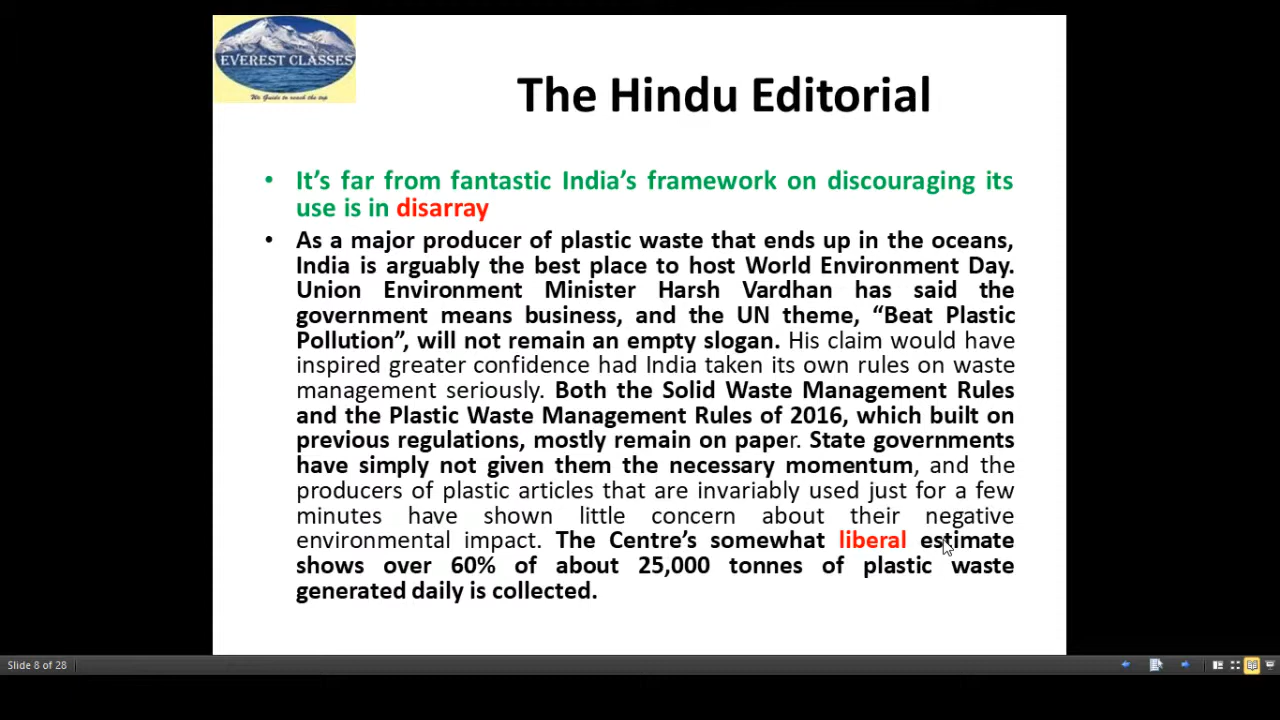 EVEREST CLASSES
We Guide to reach the top
The Hindu Editorial
• It’s far from fantastic India’s framework on discouraging its
use is in disarray
• As a major producer of plastic waste that ends up in the oceans,
India is arguably the best place to host World Environment Day.
Union Environment Minister Harsh Vardhan has said the
government means business, and the UN theme, “Beat Plastic
Pollution”, will not remain an empty slogan. His claim would have
inspired greater confidence had India taken its own rules on waste
management seriously. Both the Solid Waste Management Rules
and the Plastic Waste Management Rules of 2016, which built on
previous regulations, mostly remain on paper. State governments
have simply not given them the necessary momentum, and the
producers of plastic articles that are invariably used just for a few
minutes have shown little concern about their negative
environmental impact. The Centre’s somewhat liberal estimate
shows over 60% of about 25,000 tonnes of plastic waste
generated daily is collected.
Slide 8 of 28